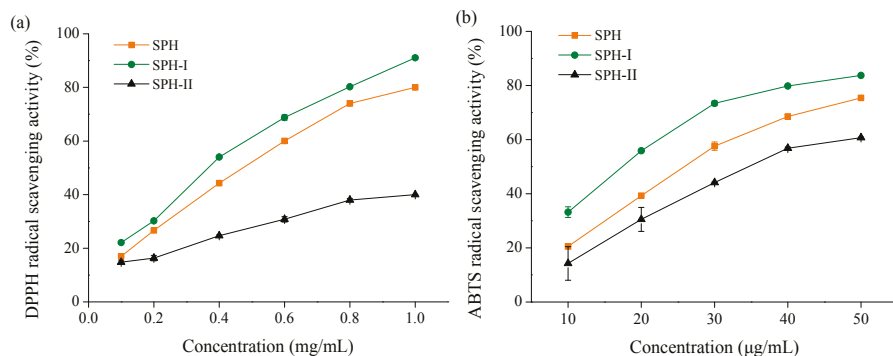 (a)
SPH
SPH-I
SPH-II
DPPH radical scavenging activity (%)
100
80
60
40
20
0
0.0 0.2 0.4 0.6 0.8 1.0
Concentration (mg/mL)
(b)
SPH
SPH-I
SPH-II
ABTS radical scavenging activity (%)
100
80
60
40
20
0
10 20 30 40 50
Concentration (μg/mL)